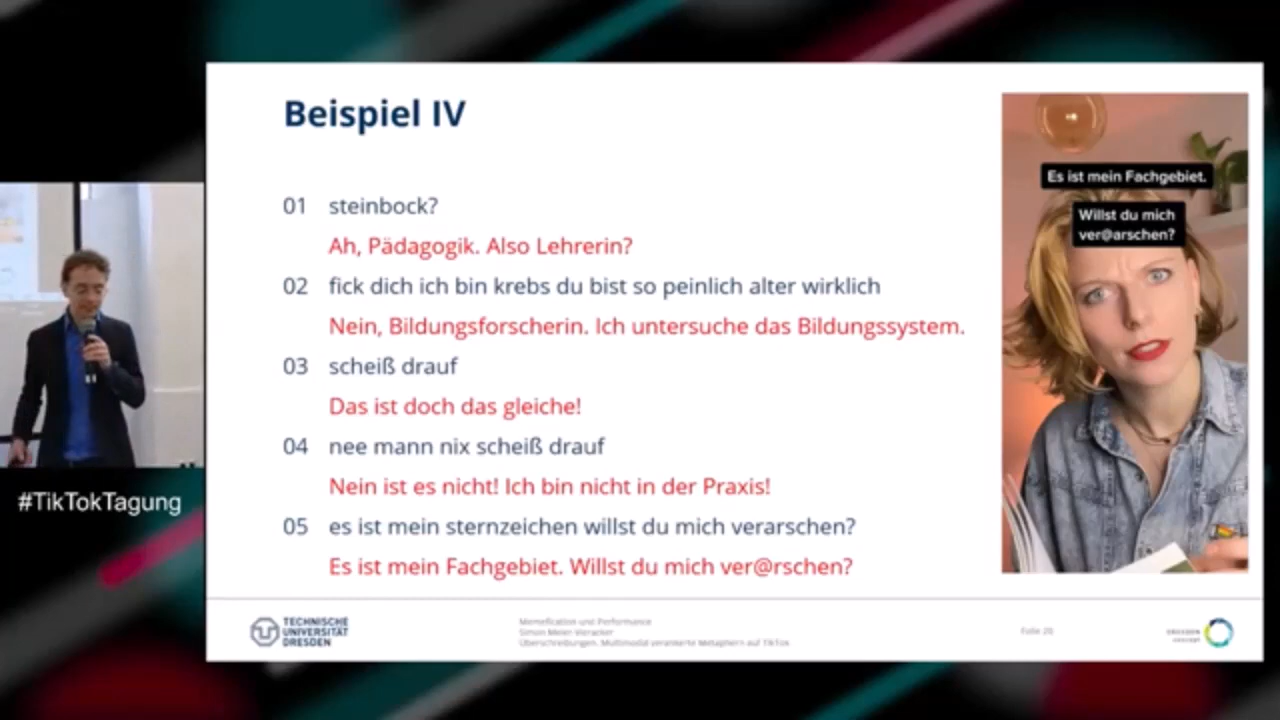 Beispiel IV
01 steinbock?
Ah, Pädagogik. Also Lehrerin?
02 fick dich ich bin krebs du bist so peinlich alter wirklich
Nein, Bildungsforscherin. Ich untersuche das Bildungssystem.
03 scheiß drauf
Das ist doch das gleiche!
04 nee mann nix scheiß drauf
Nein ist es nicht! Ich bin nicht in der Praxis!
05 es ist mein sternzeichen willst du mich verarschen?
Es ist mein Fachgebiet. Willst du mich ver@rschen?
Es ist mein Fachgebiet.
Willst du mich
ver@arschen?
#TikTokTagung
TECHNISCHE
UNIVERSITÄT
DRESDEN
Memefication und Performance
Simon Meier-Vieracker
Überschreibungen. Multimodal verankerte Metaphern auf TikTok
Folie 20
DRESDEN
concept